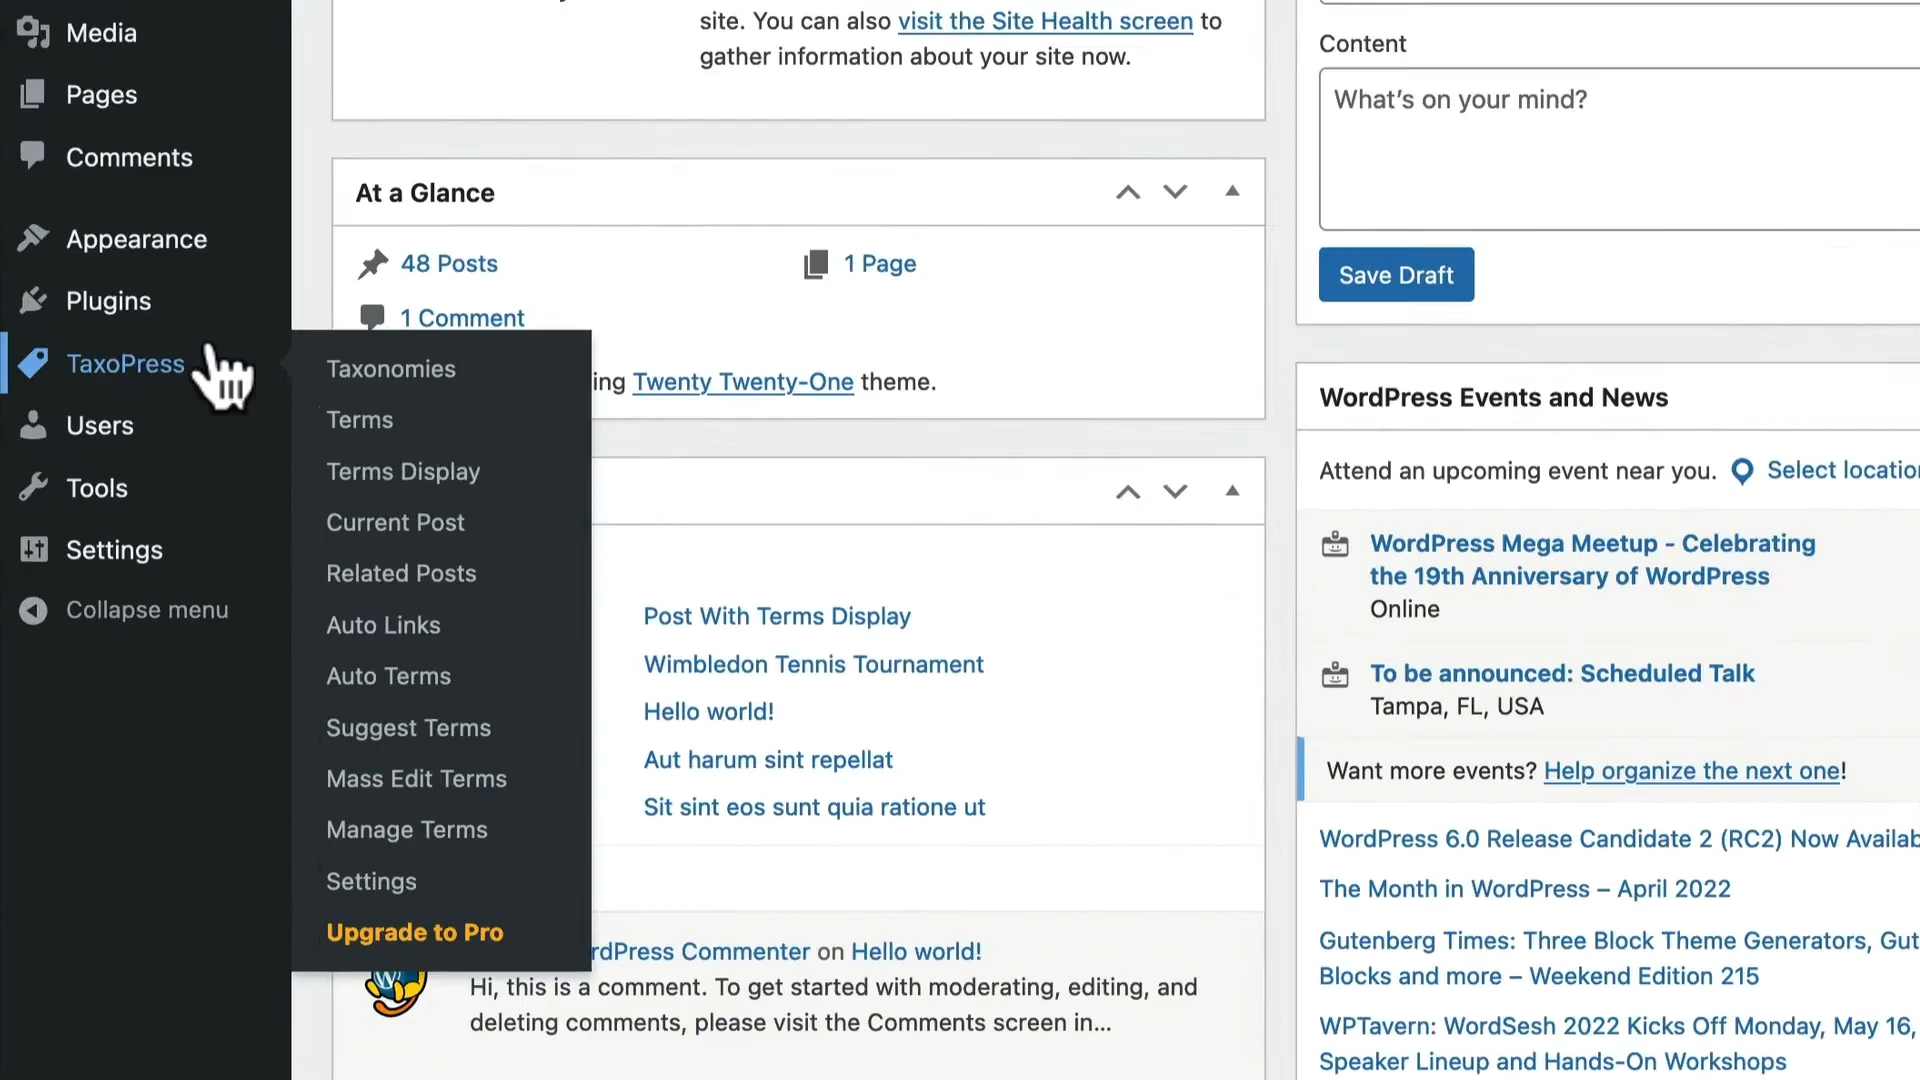 Media
Pages
Comments
Appearance
Plugins
TaxoPress
Users
Tools
Settings
Collapse menu
Taxonomies
Terms
Terms Display
Current Post
Related Posts
Auto Links
Auto Terms
Suggest Terms
Mass Edit Terms
Manage Terms
Settings
Upgrade to Pro
site. You can also visit the Site Health screen to
gather information about your site now.
At a Glance
48 Posts
1 Page
1 Comment
ing Twenty Twenty-One theme.
Post With Terms Display
Wimbledon Tennis Tournament
Hello world!
Aut harum sint repellat
Sit sint eos sunt quia ratione ut
rdPress Commenter on Hello world!
Hi, this is a comment. To get started with moderating, editing, and
deleting comments, please visit the Comments screen in...
Content
What's on your mind?
Save Draft
WordPress Events and News
Attend an upcoming event near you. Select locatio
WordPress Mega Meetup - Celebrating
the 19th Anniversary of WordPress
Online
To be announced: Scheduled Talk
Tampa, FL, USA
Want more events? Help organize the next one!
WordPress 6.0 Release Candidate 2 (RC2) Now Availab
The Month in WordPress – April 2022
Gutenberg Times: Three Block Theme Generators, Gut
Blocks and more – Weekend Edition 215
WPTavern: WordSesh 2022 Kicks Off Monday, May 16,
Speaker Lineup and Hands-On Workshops